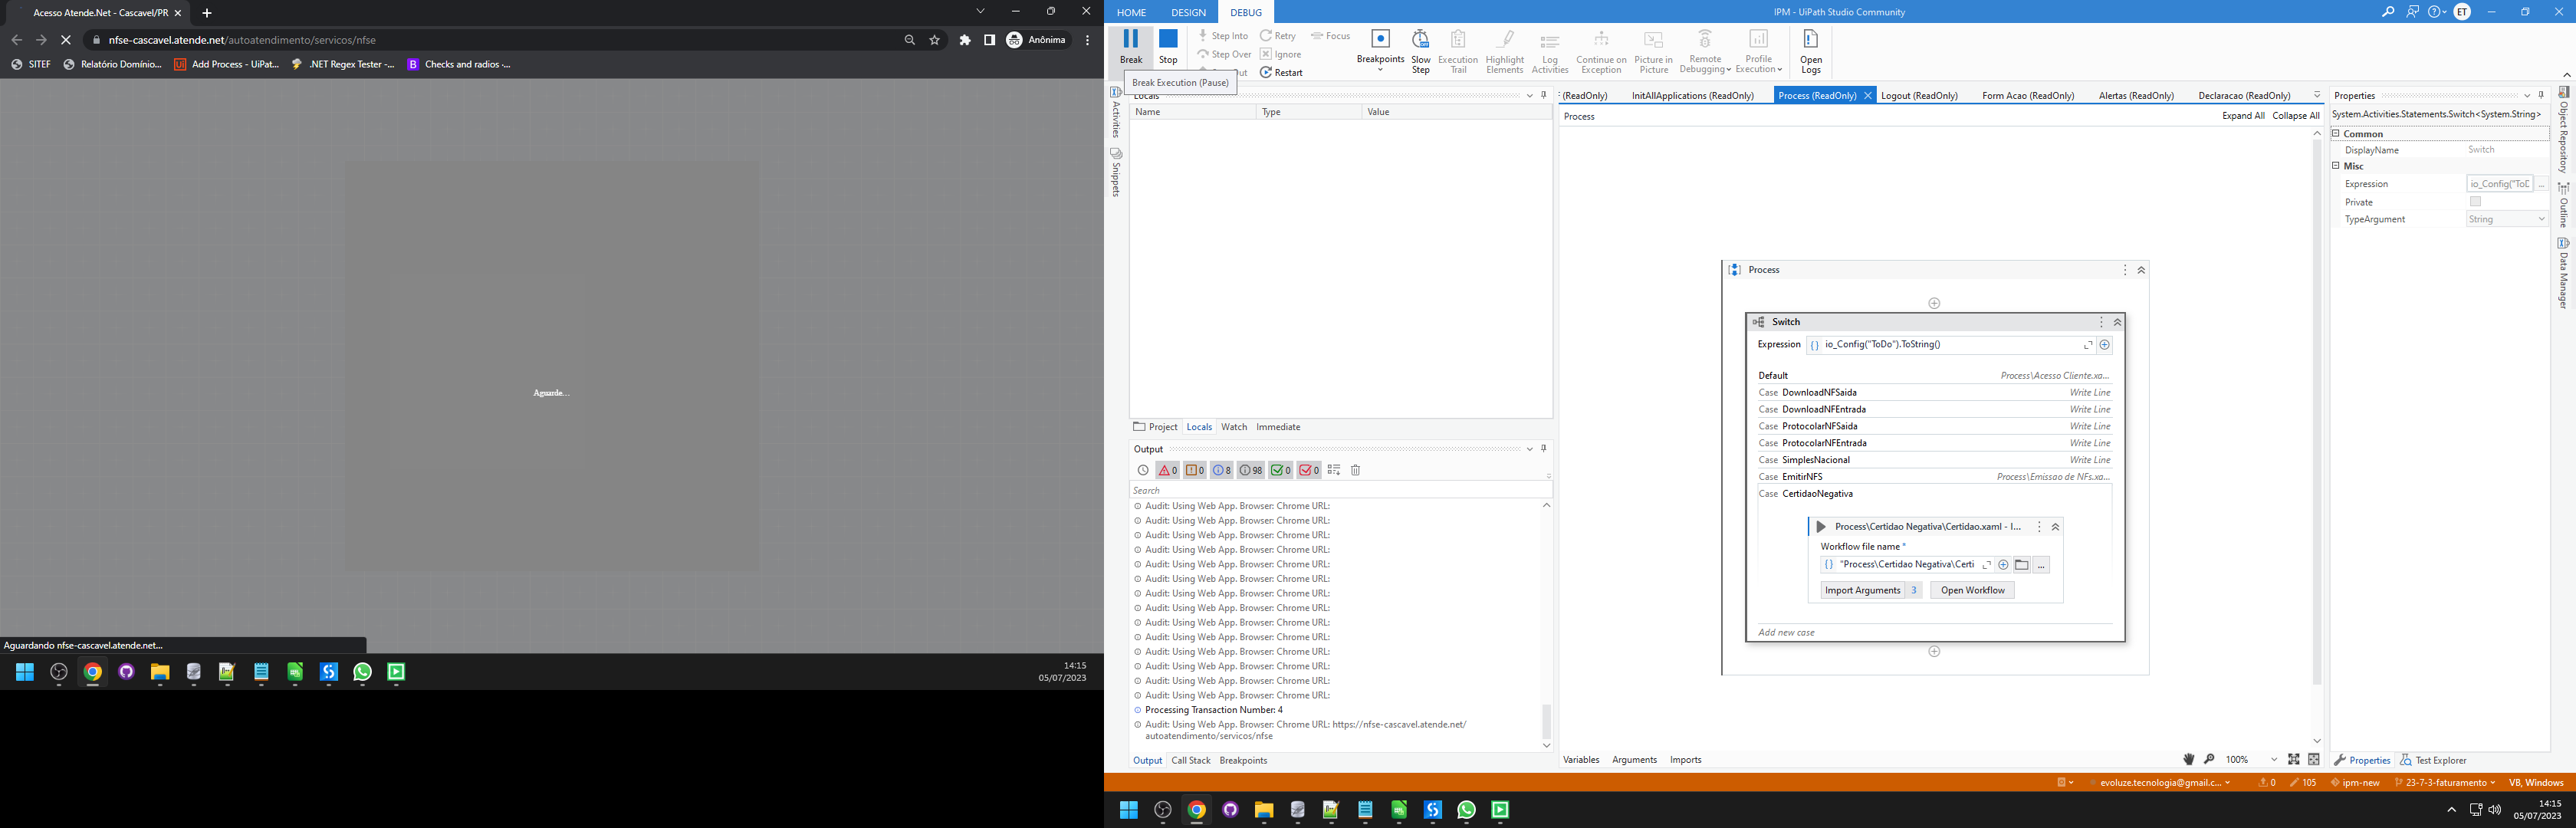 Acesso Atende.Net - Cascavel/PR
nfse-cascavel.atende.net/autoatendimento/servicos/nfse
Anônima
SITEF
Relatório Domínio...
Add Process - UiPat...
.NET Regex Tester -...
Checks and radios ·...
Aguarde...
Aguardando nfse-cascavel.atende.net...
14:15
05/07/2023
HOME DESIGN DEBUG
IPM - UiPath Studio Community
ET
Break
Stop
Step Into
Step Over
Out
Retry
Ignore
Restart
Focus
Breakpoints
Slow Step
Execution Trail
Highlight Elements
Log Activities
Continue on Exception
Picture in Picture
Remote Debugging
Profile Execution
Open Logs
Break Execution (Pause)
Activities
Snippets
Locals
Name Type Value
Project Locals Watch Immediate
Output
0 0 8 98 0 0
Search
Audit: Using Web App. Browser: Chrome URL:
Audit: Using Web App. Browser: Chrome URL:
Audit: Using Web App. Browser: Chrome URL:
Audit: Using Web App. Browser: Chrome URL:
Audit: Using Web App. Browser: Chrome URL:
Audit: Using Web App. Browser: Chrome URL:
Audit: Using Web App. Browser: Chrome URL:
Audit: Using Web App. Browser: Chrome URL:
Audit: Using Web App. Browser: Chrome URL:
Audit: Using Web App. Browser: Chrome URL:
Audit: Using Web App. Browser: Chrome URL:
Audit: Using Web App. Browser: Chrome URL:
Audit: Using Web App. Browser: Chrome URL:
Audit: Using Web App. Browser: Chrome URL:
Processing Transaction Number: 4
Audit: Using Web App. Browser: Chrome URL: https://nfse-cascavel.atende.net/
autoatendimento/servicos/nfse
Output Call Stack Breakpoints
(ReadOnly) InitAllApplications (ReadOnly) Process (ReadOnly) Logout (ReadOnly) Form Acao (ReadOnly) Alertas (ReadOnly) Declaracao (ReadOnly)
Process
Expand All Collapse All
Process
Switch
Expression io_Config("ToDo").ToString()
Default Process\Acesso Cliente.xa...
Case DownloadNFSaida Write Line
Case DownloadNFEntrada Write Line
Case ProtocolarNFSaida Write Line
Case ProtocolarNFEntrada Write Line
Case SimplesNacional Write Line
Case EmitirNFS Process\Emissao de NFs.xa...
Case CertidaoNegativa
Process\Certidao Negativa\Certidao.xaml - I...
Workflow file name *
"Process\Certidao Negativa\Certi
Import Arguments 3 Open Workflow
Add new case
Variables Arguments Imports
100%
Properties
System.Activities.Statements.Switch<System.String>
Common
DisplayName Switch
Misc
Expression io_Config("ToD
Private
TypeArgument String
Properties Test Explorer
Object Repository
Outline
Data Manager
evoluze.tecnologia@gmail.c...
0
105
ipm-new
23-7-3-faturamento
VB, Windows
14:15
05/07/2023